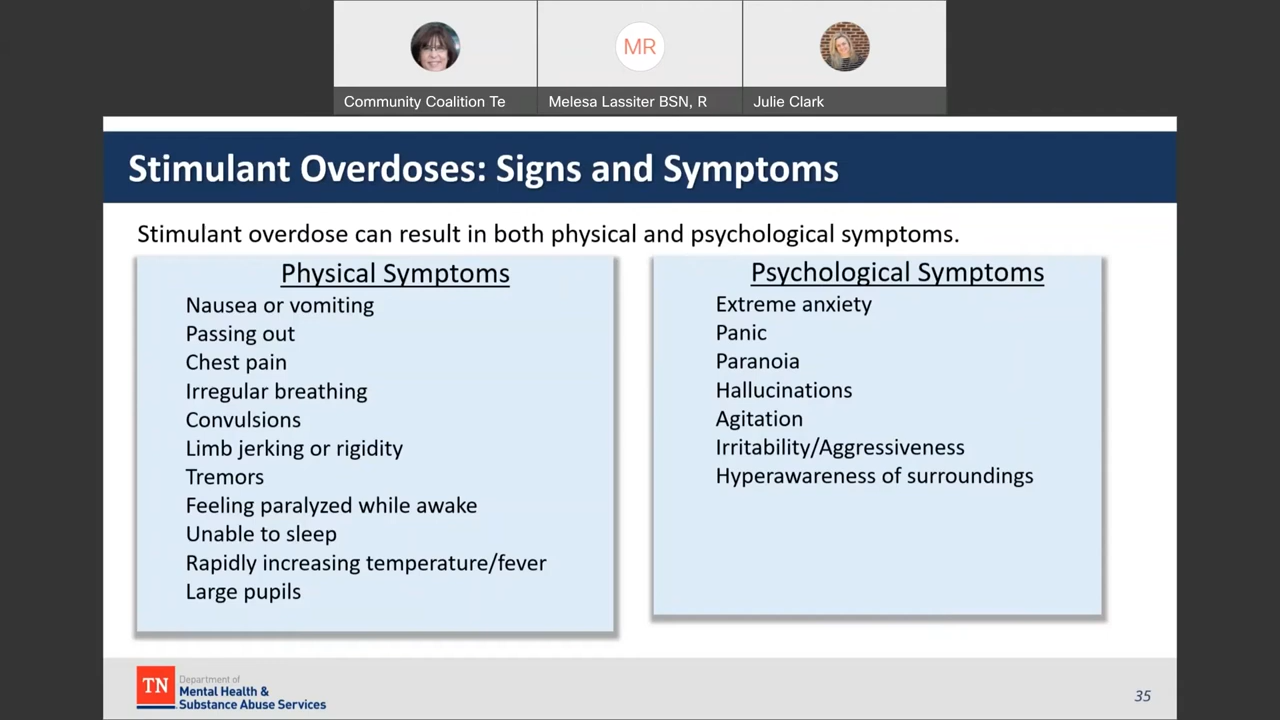 MR
Community Coalition Te
Melesa Lassiter BSN, R
Julie Clark
Stimulant Overdoses: Signs and Symptoms
Stimulant overdose can result in both physical and psychological symptoms.
Physical Symptoms
Nausea or vomiting
Passing out
Chest pain
Irregular breathing
Convulsions
Limb jerking or rigidity
Tremors
Feeling paralyzed while awake
Unable to sleep
Rapidly increasing temperature/fever
Large pupils
Psychological Symptoms
Extreme anxiety
Panic
Paranoia
Hallucinations
Agitation
Irritability/Aggressiveness
Hyperawareness of surroundings
TN
Department of
Mental Health &
Substance Abuse Services
35